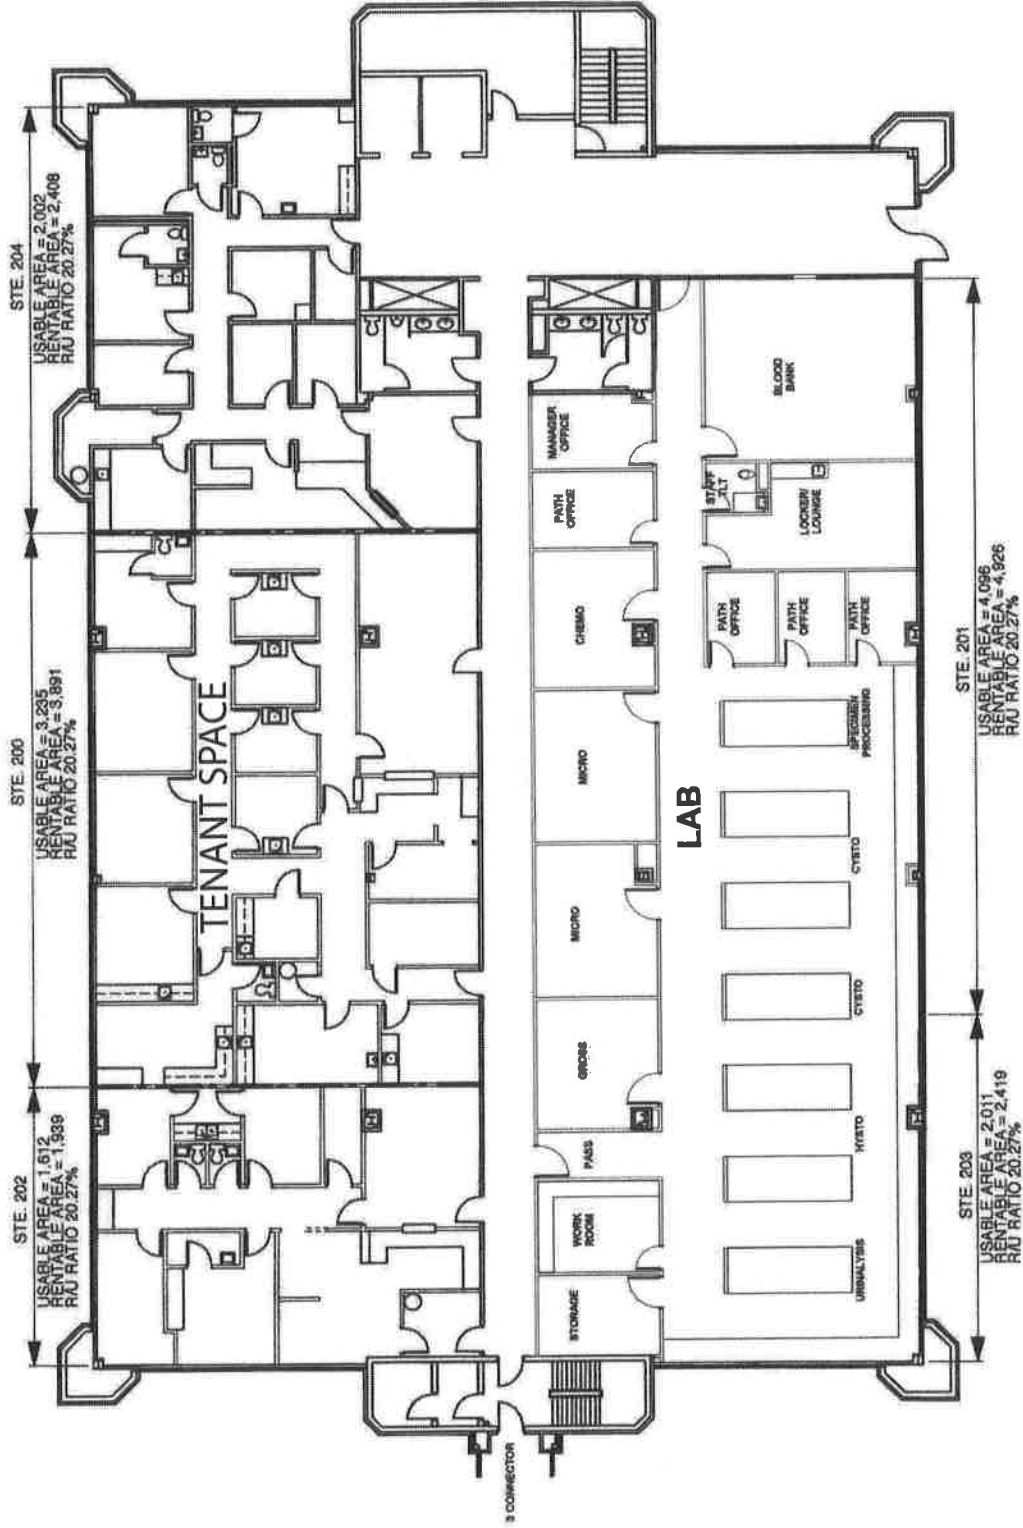 STE. 202
USABLE AREA = 1,612
RENTABLE AREA = 1,939
R/U RATIO 20.27%
STE. 200
USABLE AREA = 3,235
RENTABLE AREA = 3,891
R/U RATIO 20.27%
STE. 204
USABLE AREA = 2,002
RENTABLE AREA = 2,408
R/U RATIO 20.27%
TENANT SPACE
3 CONNECTOR
STORAGE
WORK
ROOM
PASS
GROSS
MICRO
MICRO
CHEMO
PATH
OFFICE
MANAGER
OFFICE
LAB
STAFF
TLT
LOCKER/
LOUNGE
BLOOD
BANK
PATH
OFFICE
PATH
OFFICE
PATH
OFFICE
URINALYSIS
HYSTO
CYSTO
CYSTO
SPECIMEN
PROCESSING
STE. 203
USABLE AREA = 2,011
RENTABLE AREA = 2,419
R/U RATIO 20.27%
STE. 201
USABLE AREA = 4,096
RENTABLE AREA = 4,926
R/U RATIO 20.27%